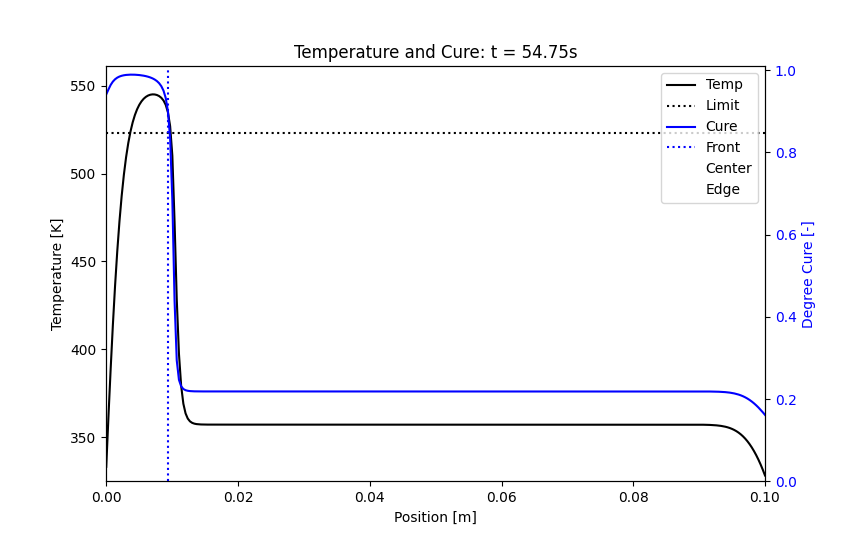 Temperature and Cure: t = 54.75s
550
500
450
400
350
Temperature [K]
1.0
0.8
0.6
0.4
0.2
0.0
Degree Cure [-]
Temp
Limit
Cure
Front
Center
Edge
0.00
0.02
0.04
0.06
0.08
0.10
Position [m]